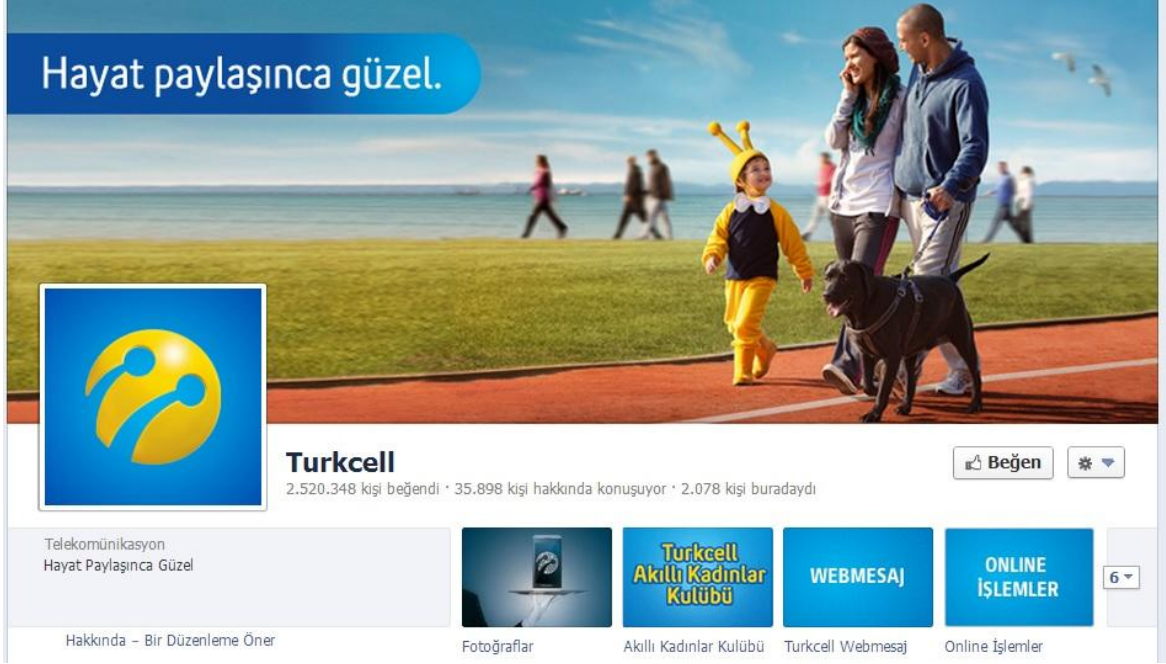 Hayat paylaşınca güzel.
Turkcell
Beğen
2.520.348 kişi beğendi · 35.898 kişi hakkında konuşuyor · 2.078 kişi buradaydı
Telekomünikasyon
Hayat Paylaşınca Güzel
Turkcell
Akıllı Kadınlar
Kulübü
WEBMESAJ
ONLINE
İŞLEMLER
6
Hakkında – Bir Düzenleme Öner
Fotoğraflar
Akıllı Kadınlar Kulübü
Turkcell Webmesaj
Online İşlemler